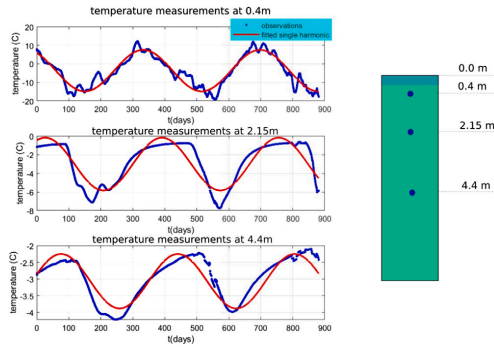 temperature measurements at 0.4m
observations
fitted single harmonic
temperature (C)
20
10
0
-10
-20
0 100 200 300 400 500 600 700 800 900
t(days)
temperature measurements at 2.15m
temperature (C)
0
-2
-4
-6
-8
0 100 200 300 400 500 600 700 800 900
t(days)
temperature measurements at 4.4m
temperature (C)
-2
-2.5
-3
-3.5
-4
0 100 200 300 400 500 600 700 800 900
t(days)
0.0 m
0.4 m
2.15 m
4.4 m